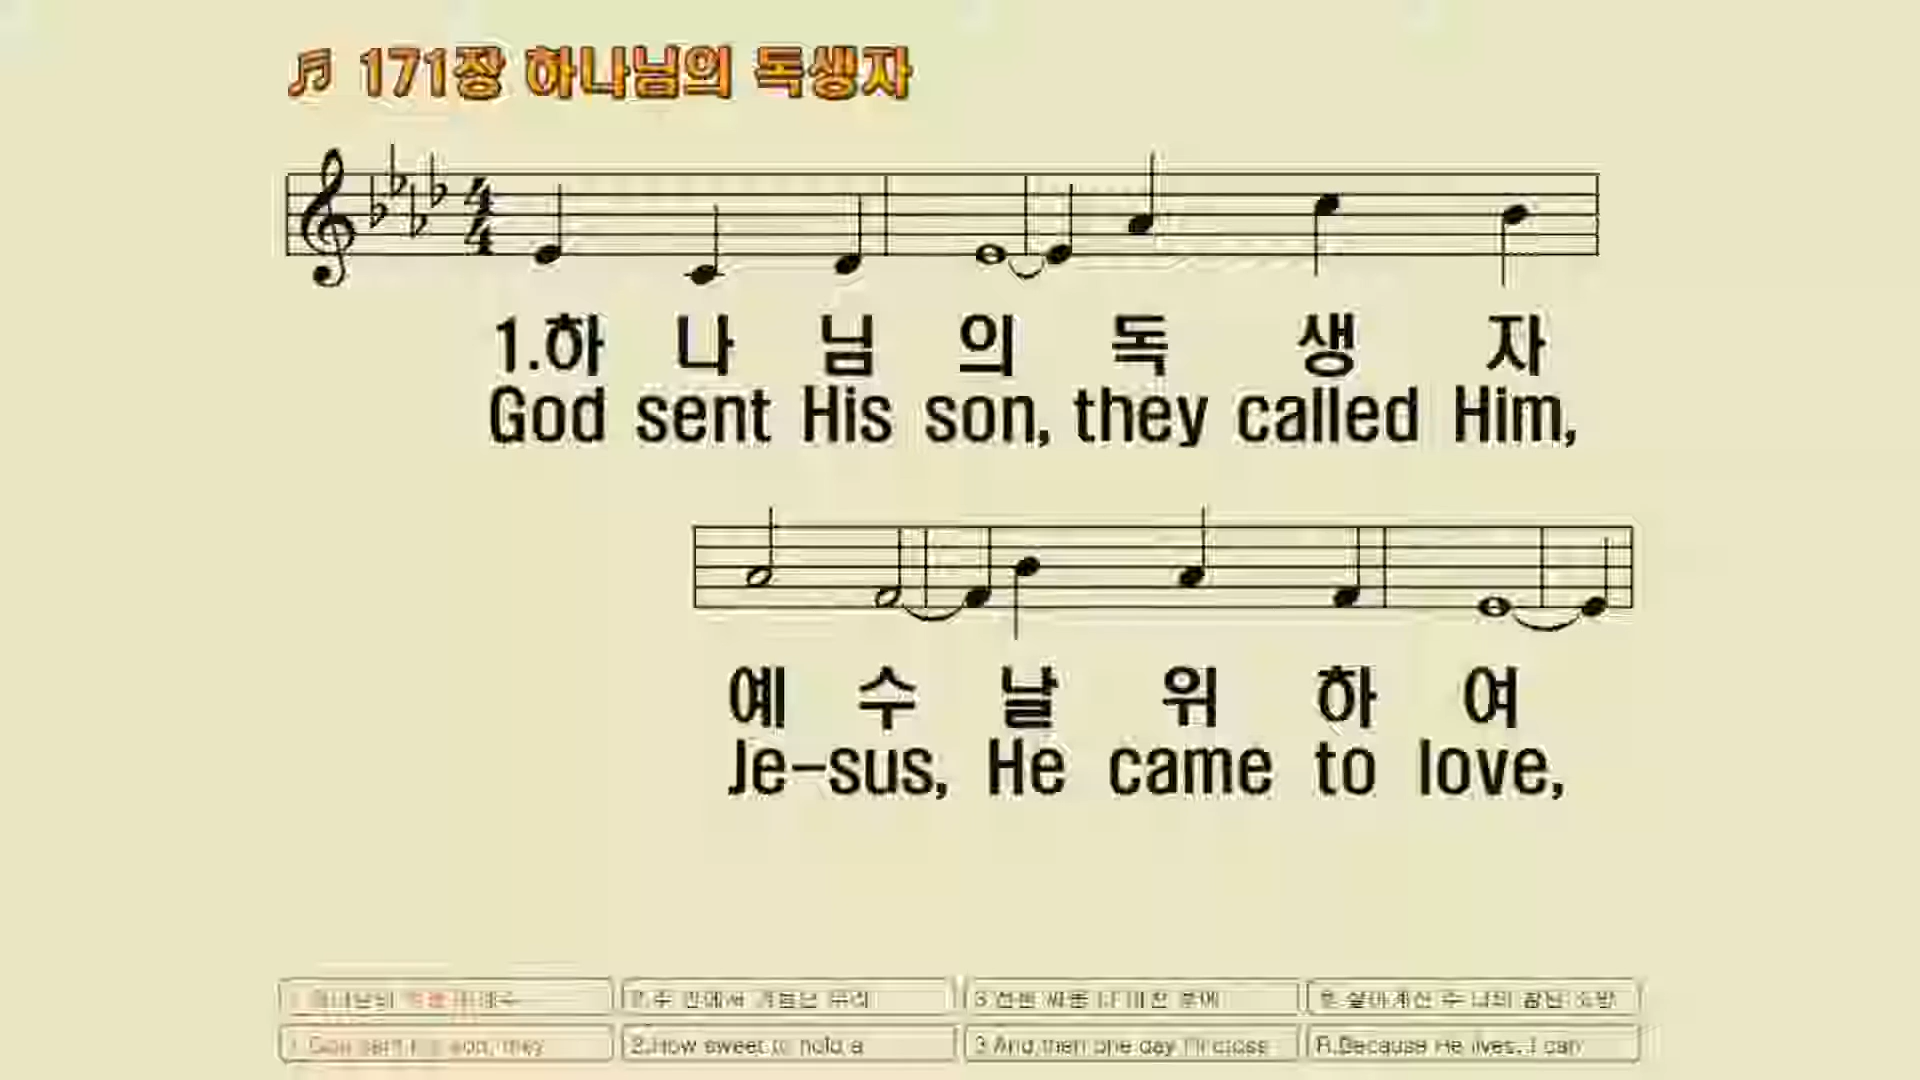 171장 하나님의 독생자
1.하 나 님 의 독 생 자
God sent His son, they called Him,
예 수 날 위 하 여
Je-sus, He came to love,
2.How sweet to hold a
3.And then one day I'll cross
R.Because He lives, I can